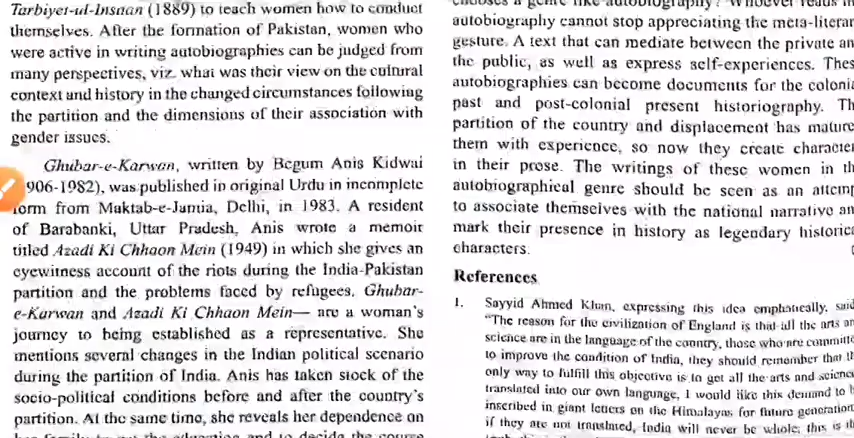 Tarbiyet-ul-Insaan (1889) to teach women how to conduct
themselves. After the formation of Pakistan, women who
were active in writing autobiographies can be judged from
many perspectives, viz. what was their view on the cultural
context and history in the changed circumstances following
the partition and the dimensions of their association with
gender issues.
Ghubar-e-Karwan, written by Begum Anis Kidwai
906-1982), was published in original Urdu in incomplete
form from Maktab-e-Jamia, Delhi, in 1983. A resident
of Barabanki, Uttar Pradesh, Anis wrote a memoir
titled Azadi Ki Chhaon Mein (1949) in which she gives an
eyewitness account of the riots during the India-Pakistan
partition and the problems faced by refugees. Ghubar-
e-Karwan and Azadi Ki Chhaon Mein— are a woman's
journey to being established as a representative. She
mentions several changes in the Indian political scenario
during the partition of India. Anis has taken stock of the
socio-political conditions before and after the country's
partition. At the same time, she reveals her dependence on
autobiography cannot stop appreciating the meta-literar
gesture. A text that can mediate between the private an
the public, as well as express self-experiences. Thes
autobiographies can become documents for the coloni
past and post-colonial present historiography. Th
partition of the country and displacement has mature
them with experience, so now they create character
in their prose. The writings of these women in th
autobiographical genre should be seen as an attemp
to associate themselves with the national narrative an
mark their presence in history as legendary historica
characters.
References
1. Sayyid Ahmed Khan, expressing this idea emphatically, said
"The reason for the civilization of England is that all the arts an
science are in the language of the country, those who are committe
to improve the condition of India, they should remember that th
only way to fulfill this objective is to get all the arts and science
translated into our own language, I would like this demand to b
inscribed in giant letters on the Himalayas for future generation
if they are not translated, India will never be whole; this is th